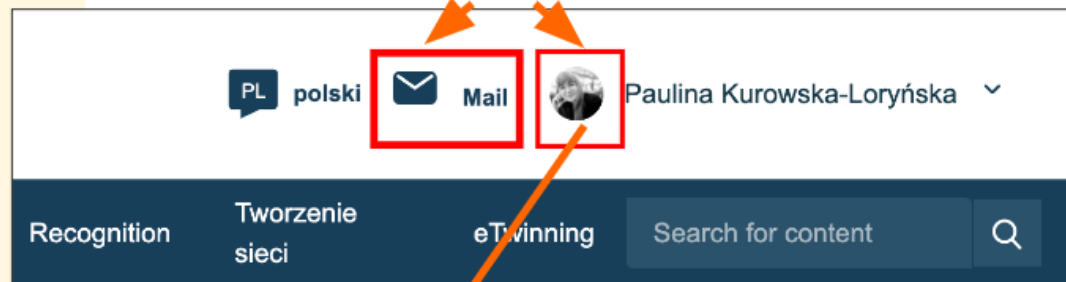 PL polski Mail Paulina Kurowska-Loryńska
Recognition Tworzenie sieci eTwinning Search for content